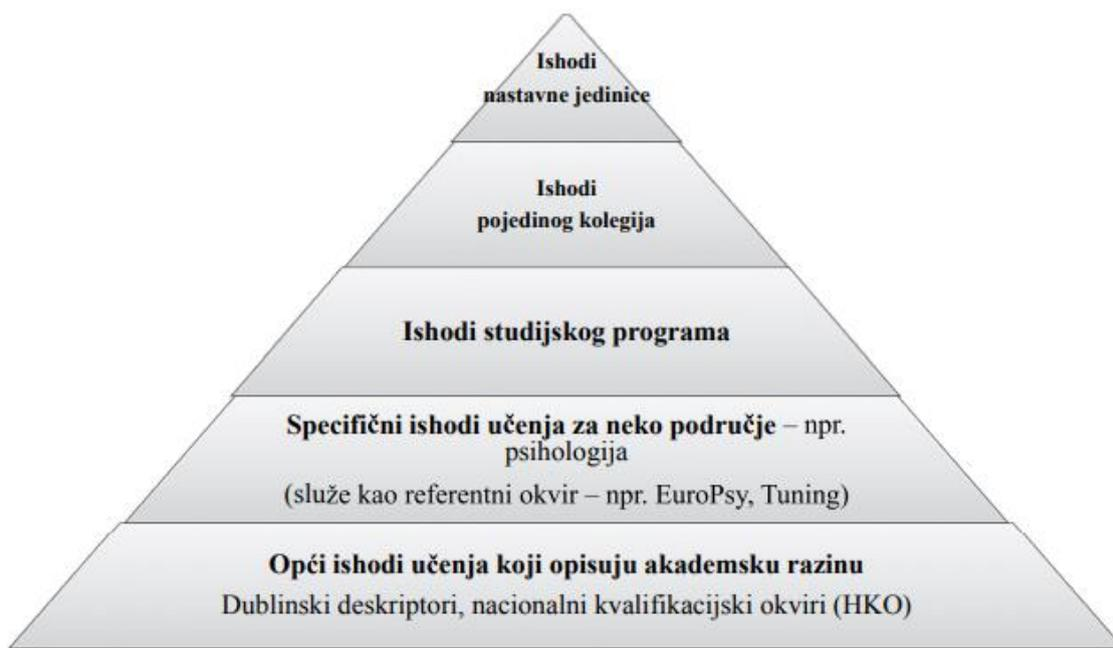 Ishodi
nastavne jedinice
Ishodi
pojedinog kolegija
Ishodi studijskog programa
Specifični ishodi učenja za neko područje – npr.
psihologija
(služe kao referentni okvir – npr. EuroPsy, Tuning)
Opći ishodi učenja koji opisuju akademsku razinu
Dublinski deskriptori, nacionalni kvalifikacijski okviri (HKO)